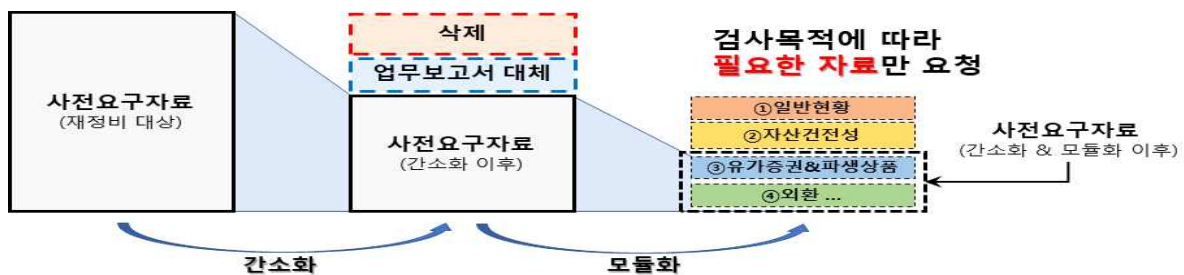 사전요구자료
(재정비 대상)
삭제
업무보고서 대체
사전요구자료
(간소화 이후)
검사목적에 따라
필요한 자료만 요청
①일반현황
②자산건전성
③유가증권&파생상품
④외환 ...
사전요구자료
(간소화 & 모듈화 이후)
간소화
모듈화